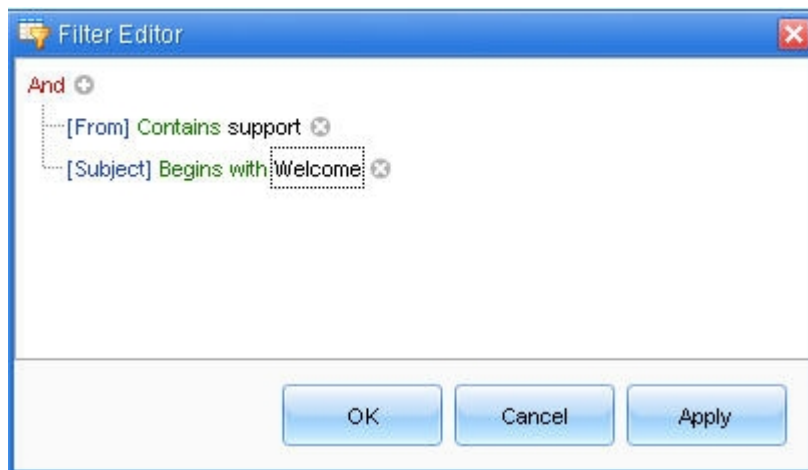 Filter Editor
And
[From] Contains support
[Subject] Begins with Welcome
OK Cancel Apply